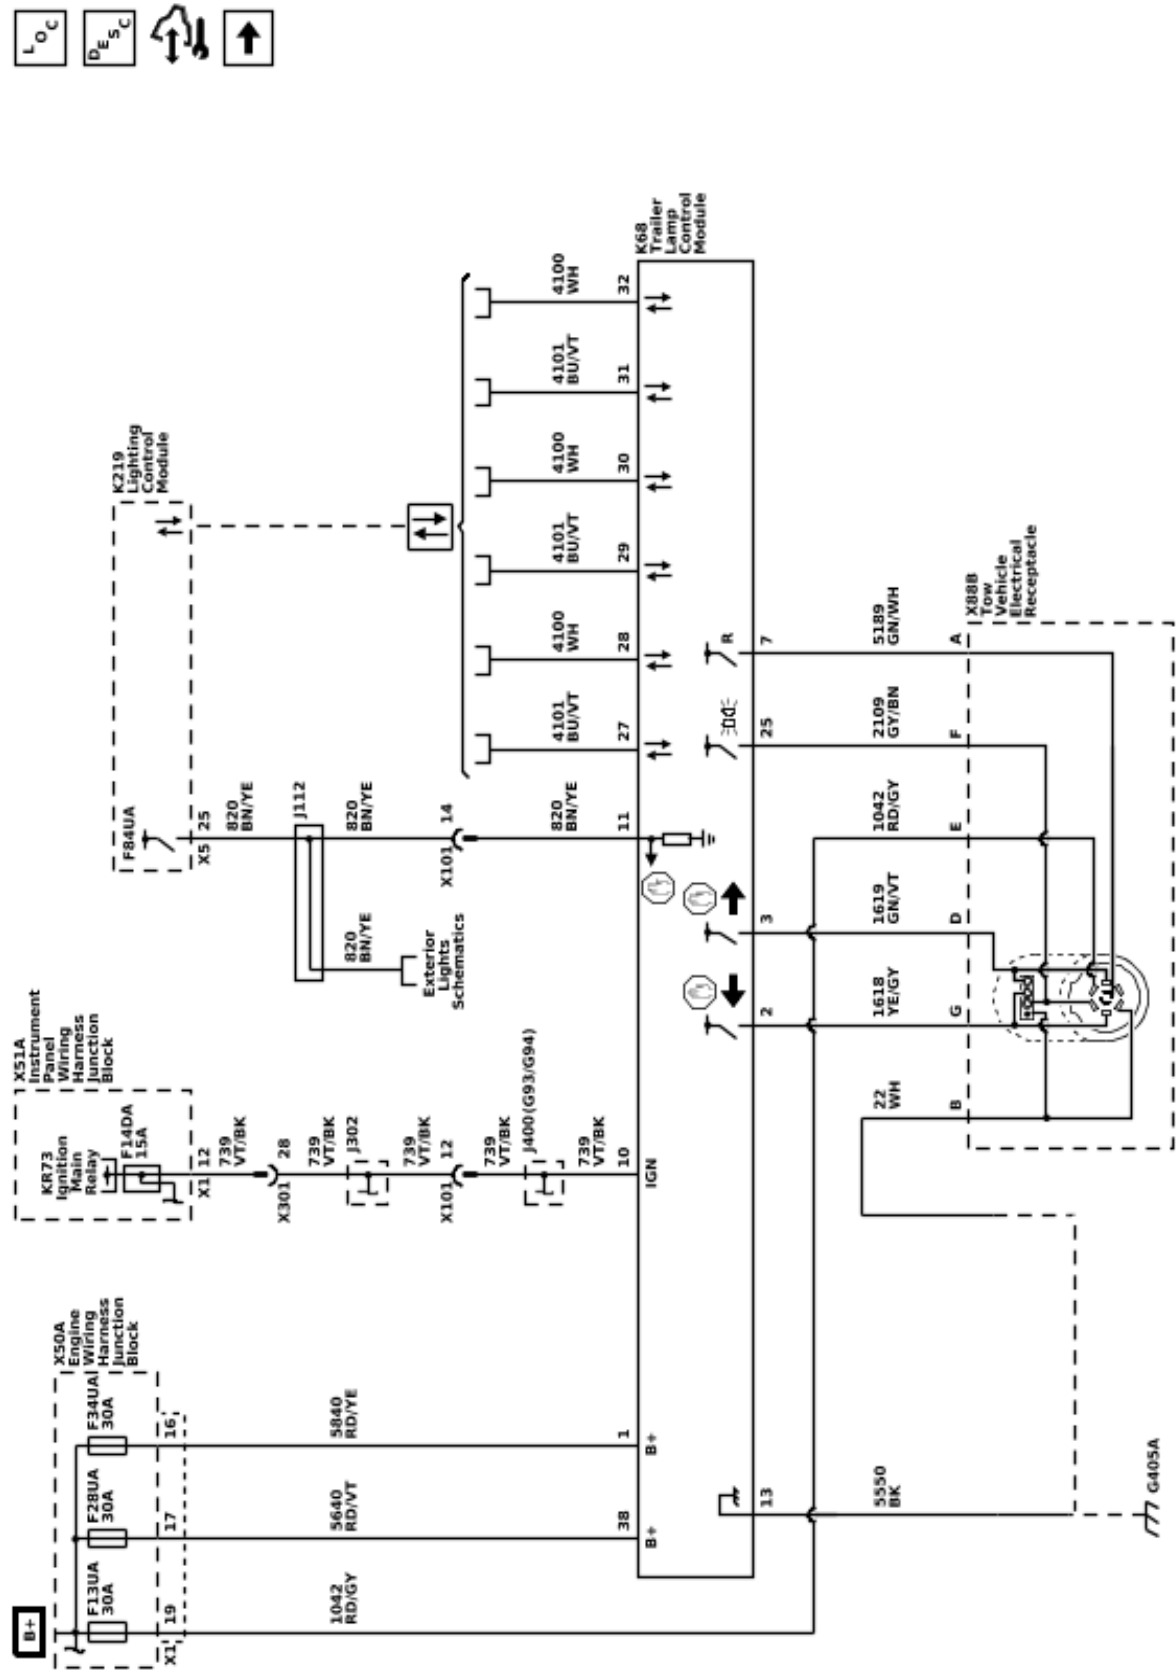 LOC
DESC
B+
X50A
Engine
Wiring
Harness
Junction
Block
F13UA
30A
F28UA
30A
F34UA
30A
X1
19
17
16
1042
RD/GY
5640
RD/VT
5840
RD/YE
38
B+
1
B+
X51A
Instrument
Panel
Wiring
Harness
Junction
Block
KR73
Ignition
Main
Relay
F14DA
15A
X1
12
739
VT/BK
X301
28
739
VT/BK
J302
739
VT/BK
X101
12
739
VT/BK
J400 (G93/G94)
739
VT/BK
10
IGN
K219
Lighting
Control
Module
F84UA
X5
25
820
BN/YE
J112
820
BN/YE
820
BN/YE
Exterior
Lights
Schematics
X101
14
820
BN/YE
11
4101
BU/VT
27
4100
WH
28
4101
BU/VT
29
4100
WH
30
4101
BU/VT
31
4100
WH
32
K68
Trailer
Lamp
Control
Module
R
13
2
3
25
7
5550
BK
G405A
22
WH
B
1618
YE/GY
G
1619
GN/VT
D
1042
RD/GY
E
2109
GY/BN
F
5189
GN/WH
A
X88B
Tow
Vehicle
Electrical
Receptacle